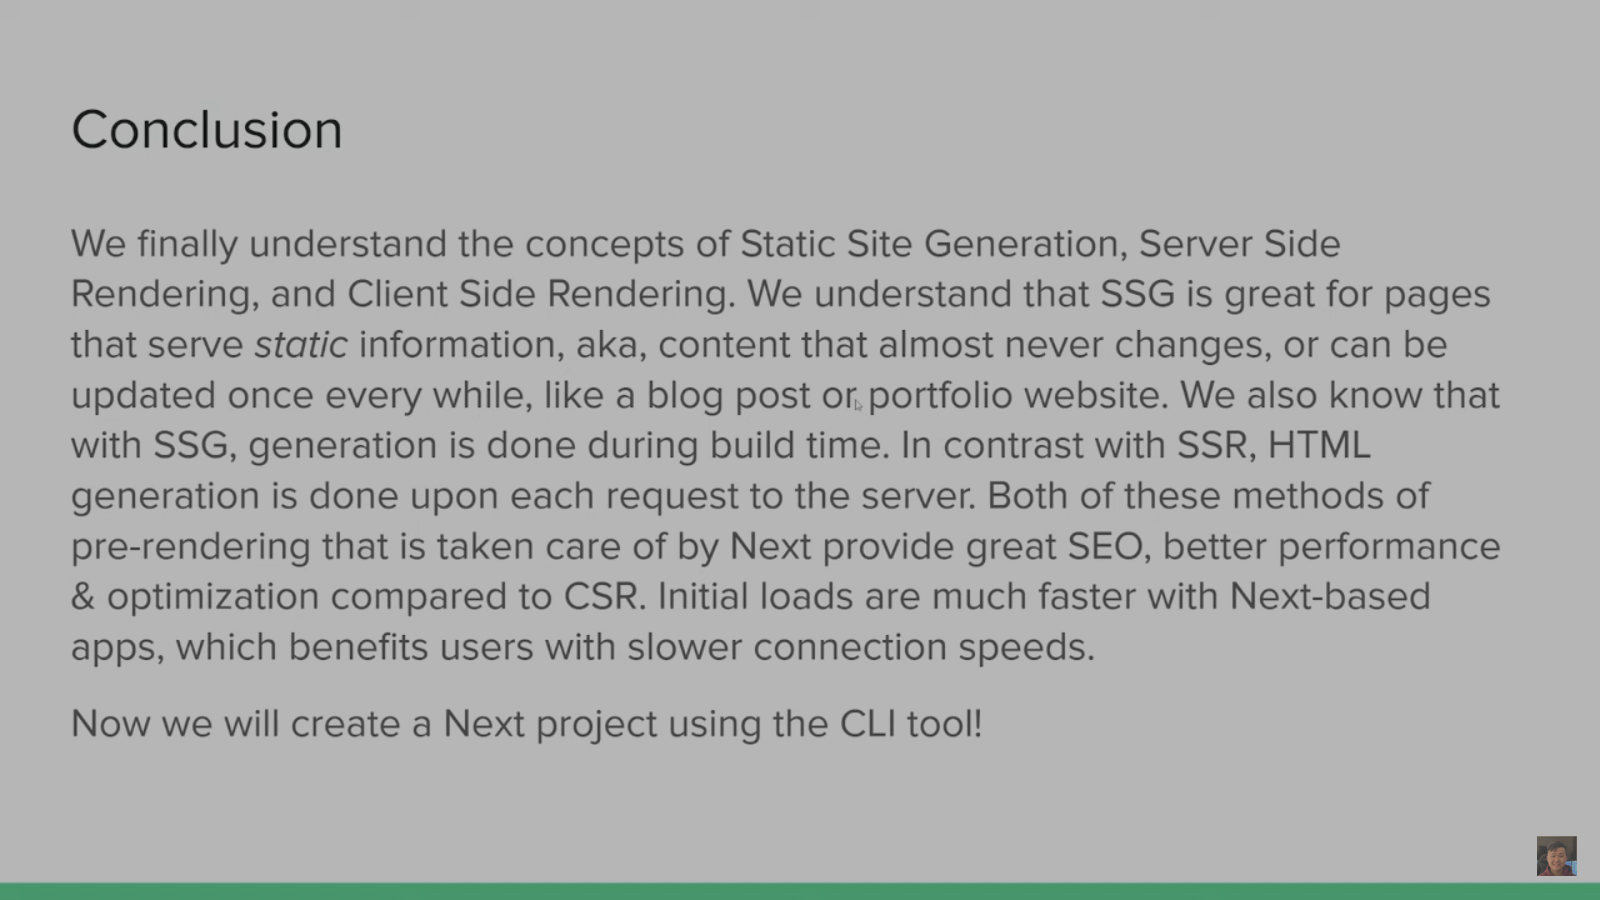 Conclusion
We finally understand the concepts of Static Site Generation, Server Side
Rendering, and Client Side Rendering. We understand that SSG is great for pages
that serve static information, aka, content that almost never changes, or can be
updated once every while, like a blog post or portfolio website. We also know that
with SSG, generation is done during build time. In contrast with SSR, HTML
generation is done upon each request to the server. Both of these methods of
pre-rendering that is taken care of by Next provide great SEO, better performance
& optimization compared to CSR. Initial loads are much faster with Next-based
apps, which benefits users with slower connection speeds.
Now we will create a Next project using the CLI tool!